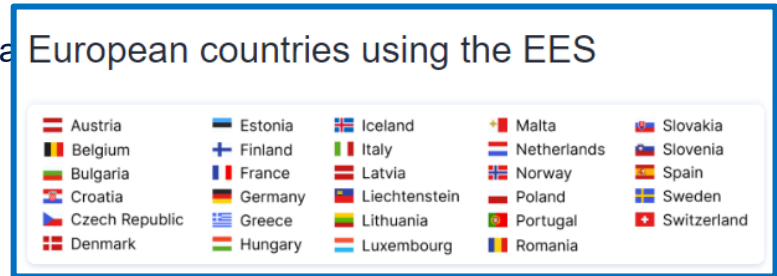 a
European countries using the EES
Austria
Belgium
Bulgaria
Croatia
Czech Republic
Denmark
Estonia
Finland
France
Germany
Greece
Hungary
Iceland
Italy
Latvia
Liechtenstein
Lithuania
Luxembourg
Malta
Netherlands
Norway
Poland
Portugal
Romania
Slovakia
Slovenia
Spain
Sweden
Switzerland